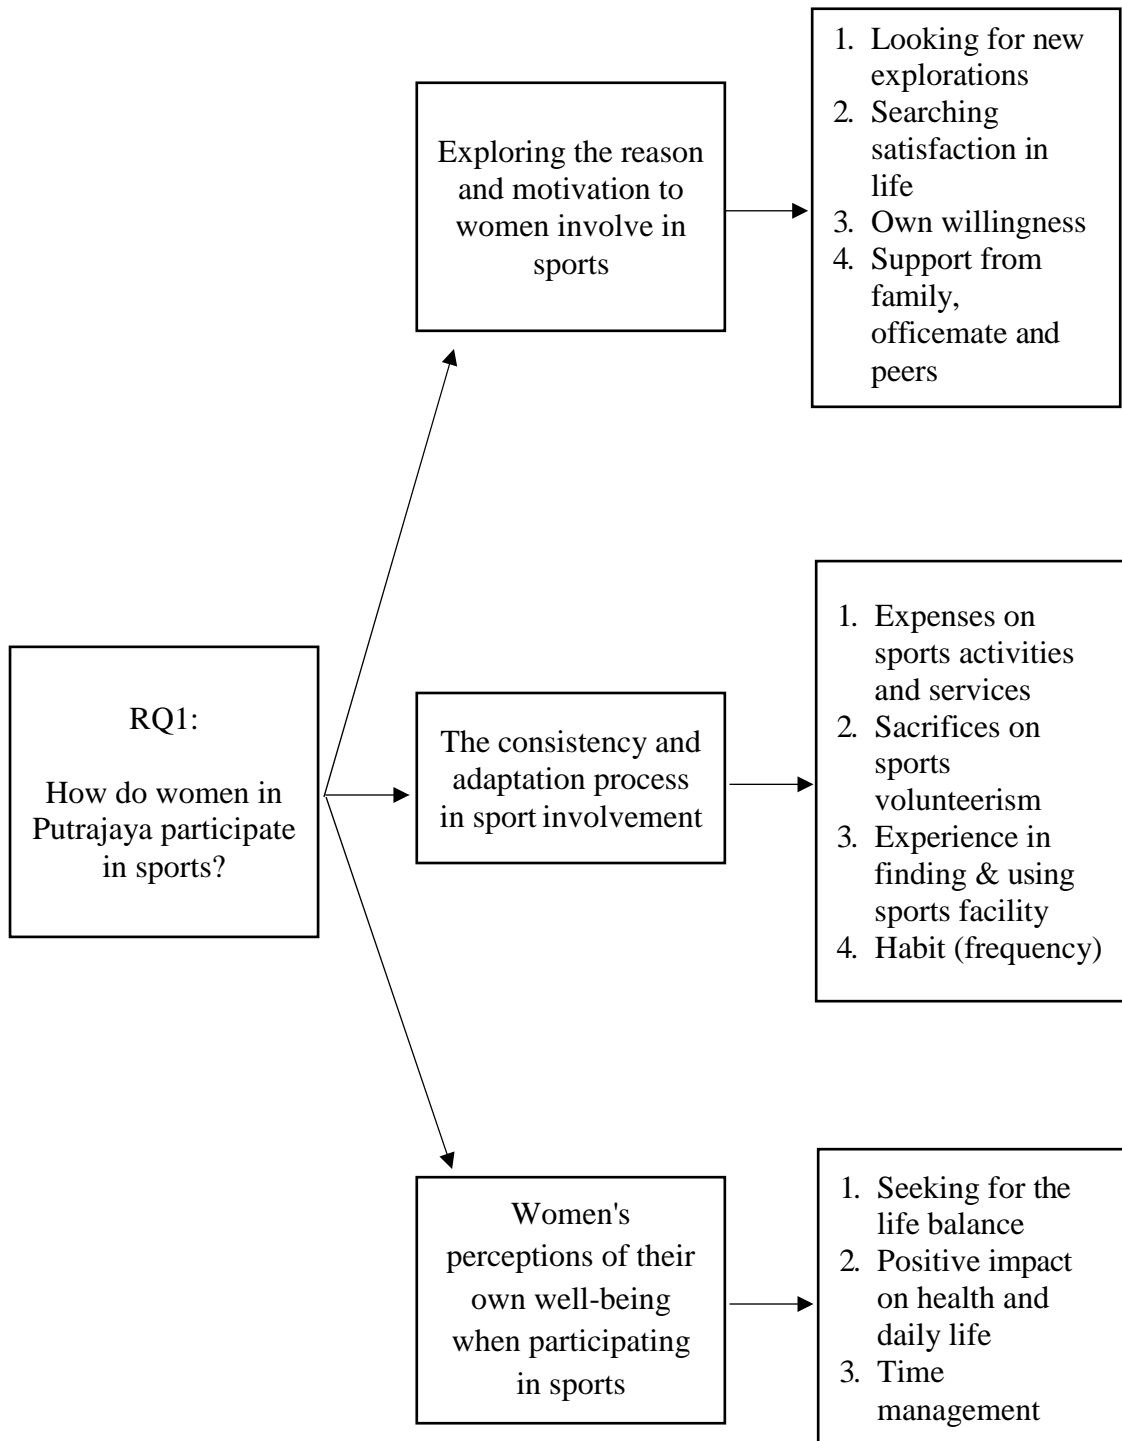 RQ1:
How do women in
Putrajaya participate
in sports?
Exploring the reason
and motivation to
women involve in
sports
1. Looking for new
explorations
2. Searching
satisfaction in
life
3. Own willingness
4. Support from
family,
officemate and
peers
The consistency and
adaptation process
in sport involvement
1. Expenses on
sports activities
and services
2. Sacrifices on
sports
volunteerism
3. Experience in
finding & using
sports facility
4. Habit (frequency)
Women's
perceptions of their
own well-being
when participating
in sports
1. Seeking for the
life balance
2. Positive impact
on health and
daily life
3. Time
management